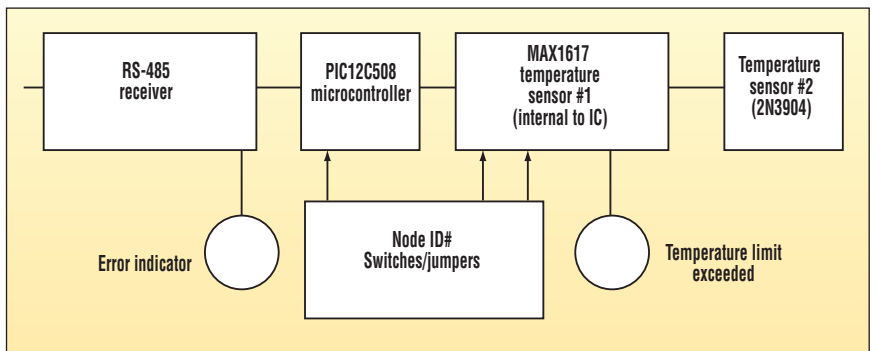 RS-485
receiver
PIC12C508
microcontroller
MAX1617
temperature
sensor #1
(internal to IC)
Temperature
sensor #2
(2N3904)
Node ID#
Switches/jumpers
Error indicator
Temperature limit
exceeded